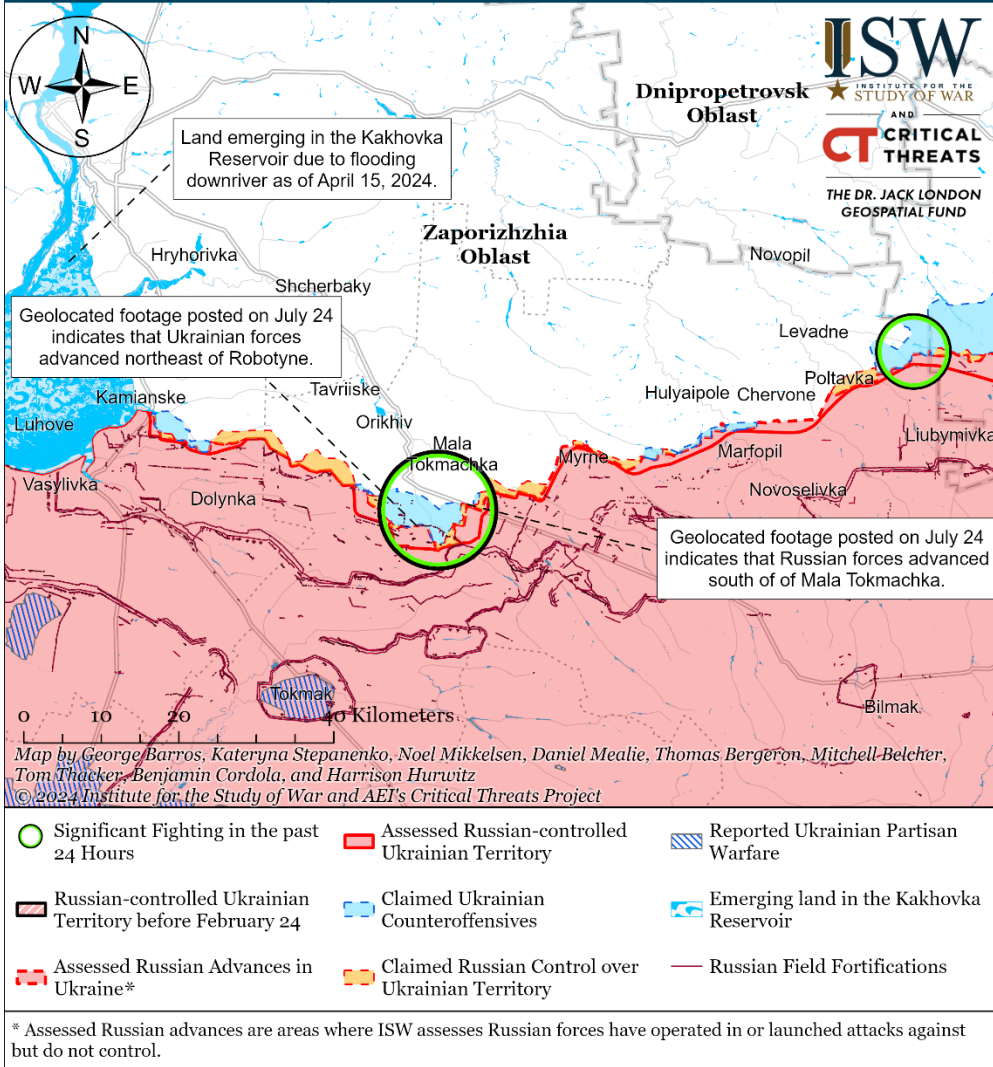 N
W E
S
ISW
INSTITUTE FOR THE
STUDY OF WAR
AND
CT CRITICAL
THREATS
THE DR. JACK LONDON
GEOSPATIAL FUND
Dnipropetrovsk
Oblast
Land emerging in the Kakhovka
Reservoir due to flooding
downriver as of April 15, 2024.
Zaporizhzhia
Oblast
Hryhorivka
Novopil
Shcherbaky
Geolocated footage posted on July 24
indicates that Ukrainian forces
advanced northeast of Robotyne.
Levadne
Poltavka
Tavriiske
Hulyaipole
Chervone
Kamianske
Luhove
Orikhiv
Mala
Tokmachka
Myrne
Marfopil
Liubymivka
Vasylivka
Dolynka
Novoselivka
Geolocated footage posted on July 24
indicates that Russian forces advanced
south of of Mala Tokmachka.
Tokmak
Bilmak
0 10 20 40 Kilometers
Map by George Barros, Kateryna Stepanenko, Noel Mikkelsen, Daniel Mealie, Thomas Bergeron, Mitchell Belcher,
Tom Thacker, Benjamin Cordola, and Harrison Hurwitz
© 2024 Institute for the Study of War and AEI's Critical Threats Project
Significant Fighting in the past
24 Hours
Assessed Russian-controlled
Ukrainian Territory
Reported Ukrainian Partisan
Warfare
Russian-controlled Ukrainian
Territory before February 24
Claimed Ukrainian
Counteroffensives
Emerging land in the Kakhovka
Reservoir
Assessed Russian Advances in
Ukraine*
Claimed Russian Control over
Ukrainian Territory
Russian Field Fortifications
* Assessed Russian advances are areas where ISW assesses Russian forces have operated in or launched attacks against
but do not control.